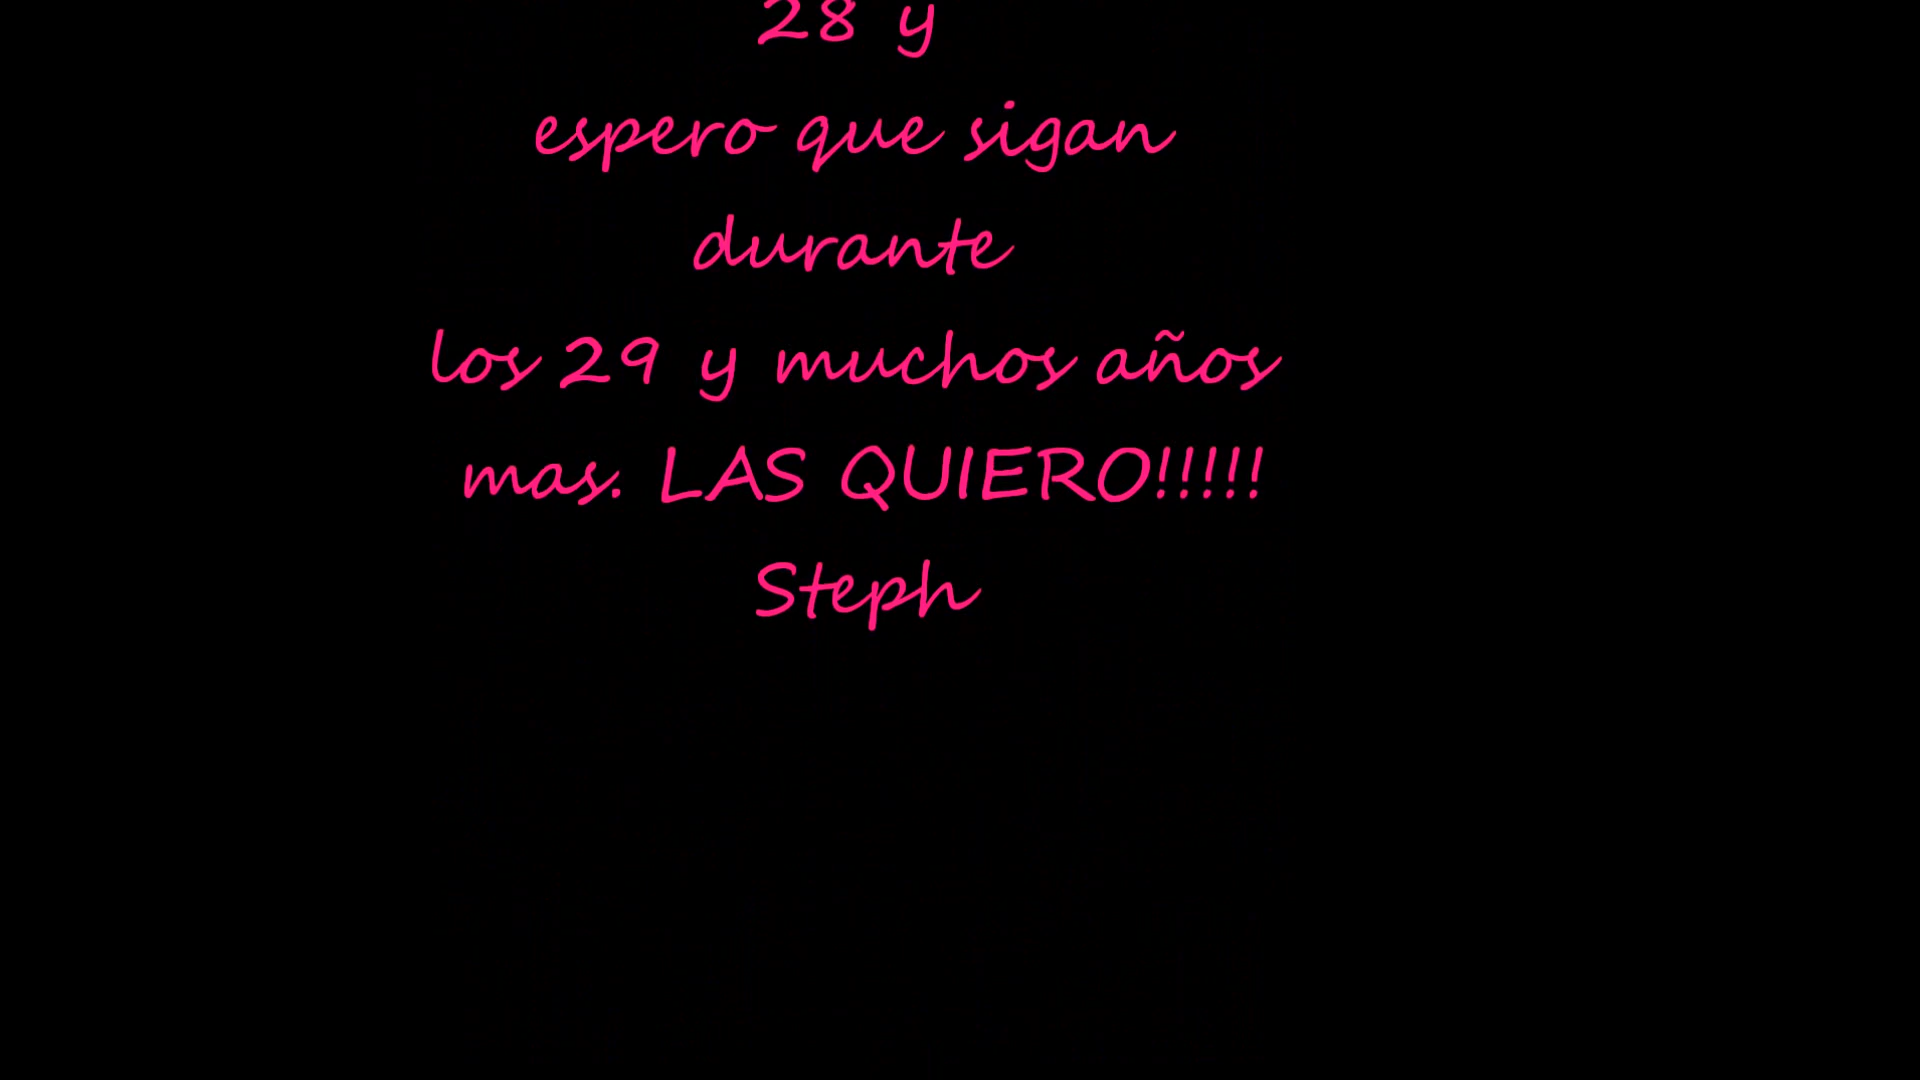 28 y
espero que sigan
durante
los 29 y muchos años
mas. LAS QUIERO!!!!!
Steph